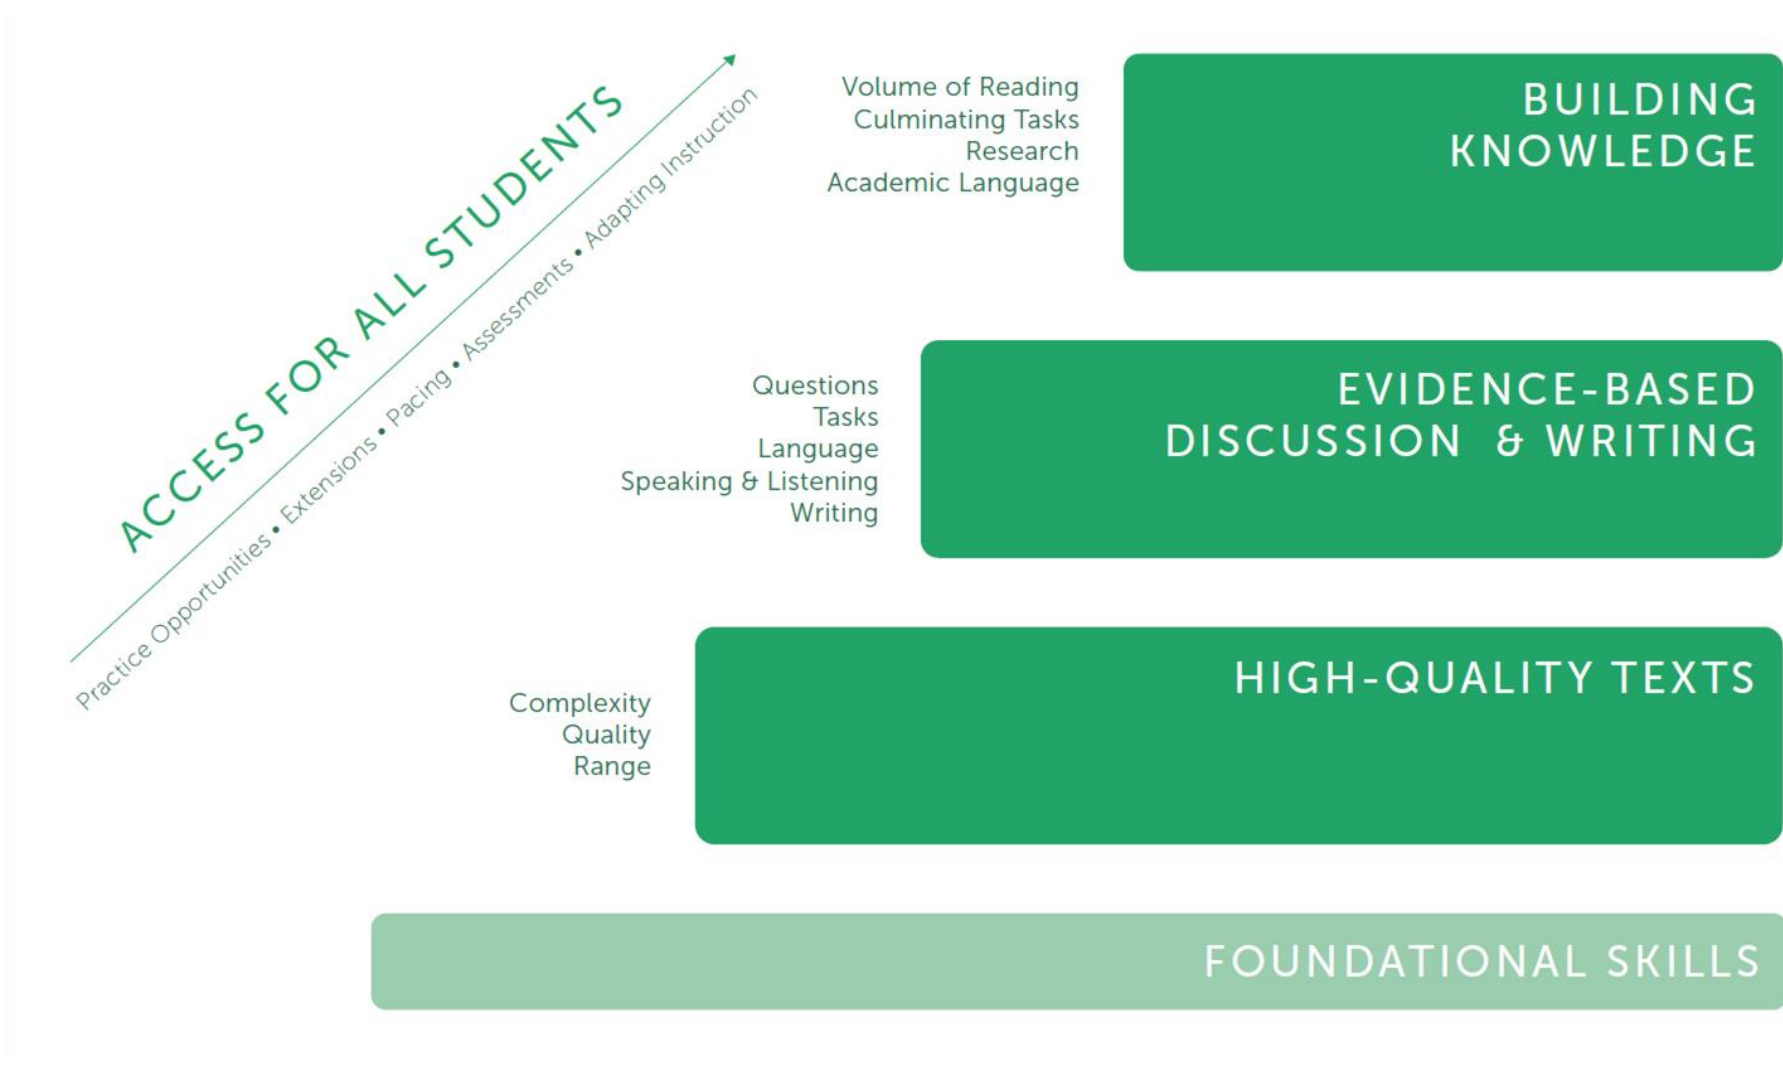 ACCESS FOR ALL STUDENTS
Practice Opportunities • Extensions • Pacing • Assessments • Adapting Instruction
Volume of Reading
Culminating Tasks
Research
Academic Language
BUILDING
KNOWLEDGE
Questions
Tasks
Language
Speaking & Listening
Writing
EVIDENCE-BASED
DISCUSSION & WRITING
Complexity
Quality
Range
HIGH-QUALITY TEXTS
FOUNDATIONAL SKILLS